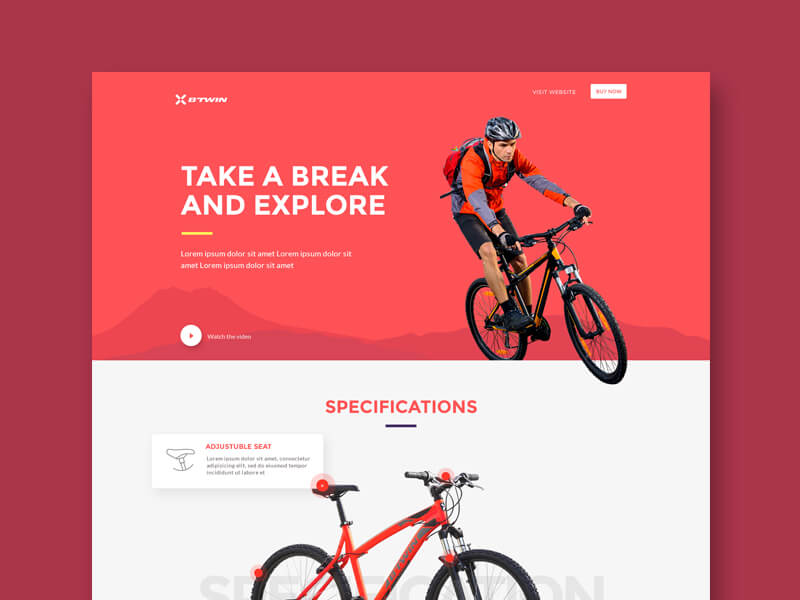 BTWIN
VISIT WEBSITE
BUY NOW
TAKE A BREAK
AND EXPLORE
Lorem ipsum dolor sit amet Lorem ipsum dolor sit
amet Lorem ipsum dolor sit amet
Watch the video
SPECIFICATIONS
ADJUSTUBLE SEAT
Lorem ipsum dolor sit amet, consectetur
adipisicing elit, sed do eiusmod tempor
incididunt ut labore et
SPECIFICATION